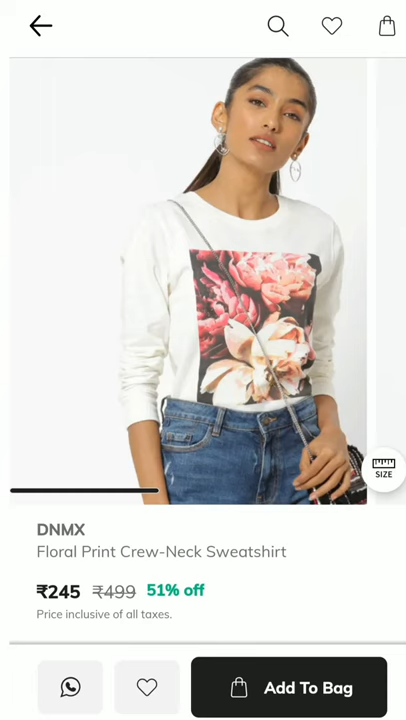 SIZE
DNMX
Floral Print Crew-Neck Sweatshirt
₹245 ₹499 51% off
Price inclusive of all taxes.
Add To Bag